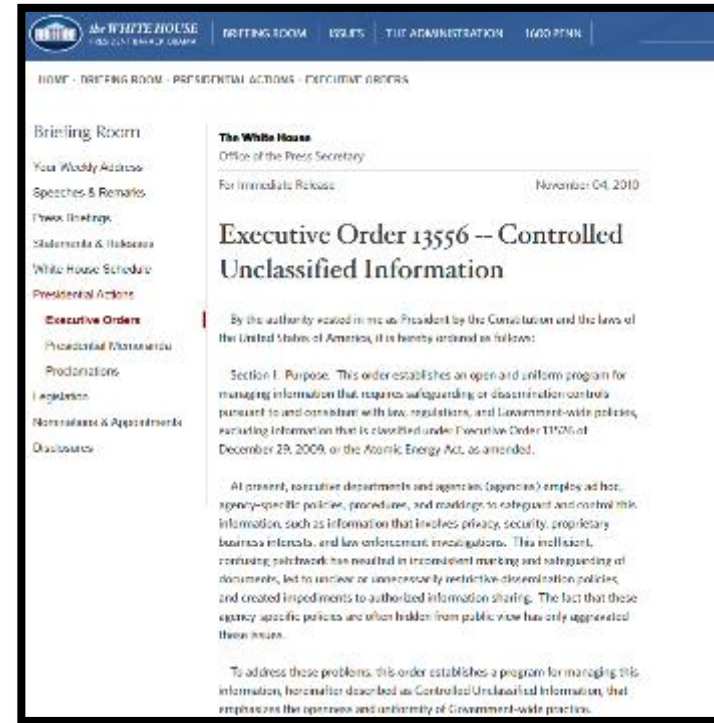 the WHITE HOUSE
PRESIDENT BARACK OBAMA
BRIEFING ROOM
ISSUES
THE ADMINISTRATION
1600 PENN
HOME · BRIEFING ROOM · PRESIDENTIAL ACTIONS · EXECUTIVE ORDERS
Briefing Room
Your Weekly Address
Speeches & Remarks
Press Briefings
Statements & Releases
White House Schedule
Presidential Actions
Executive Orders
Presidential Memoranda
Proclamations
Legislation
Nominations & Appointments
Disclosures
The White House
Office of the Press Secretary
For Immediate Release
November 04, 2010
Executive Order 13556 -- Controlled
Unclassified Information
By the authority vested in me as President by the Constitution and the laws of
the United States of America, it is hereby ordered as follows:
Section 1. Purpose. This order establishes an open and uniform program for
managing information that requires safeguarding or dissemination controls
pursuant to and consistent with law, regulations, and Government-wide policies,
excluding information that is classified under Executive Order 13526 of
December 29, 2009, or the Atomic Energy Act, as amended.
At present, executive departments and agencies (agencies) employ ad hoc,
agency-specific policies, procedures, and markings to safeguard and control this
information, such as information that involves privacy, security, proprietary
business interests, and law enforcement investigations. This inefficient,
confusing patchwork has resulted in inconsistent marking and safeguarding of
documents, led to unclear or unnecessarily restrictive dissemination policies,
and created impediments to authorized information sharing. The fact that these
agency-specific policies are often hidden from public view has only aggravated
these issues.
To address these problems, this order establishes a program for managing this
information, hereinafter described as Controlled Unclassified Information, that
emphasizes the openness and uniformity of Government-wide practice.